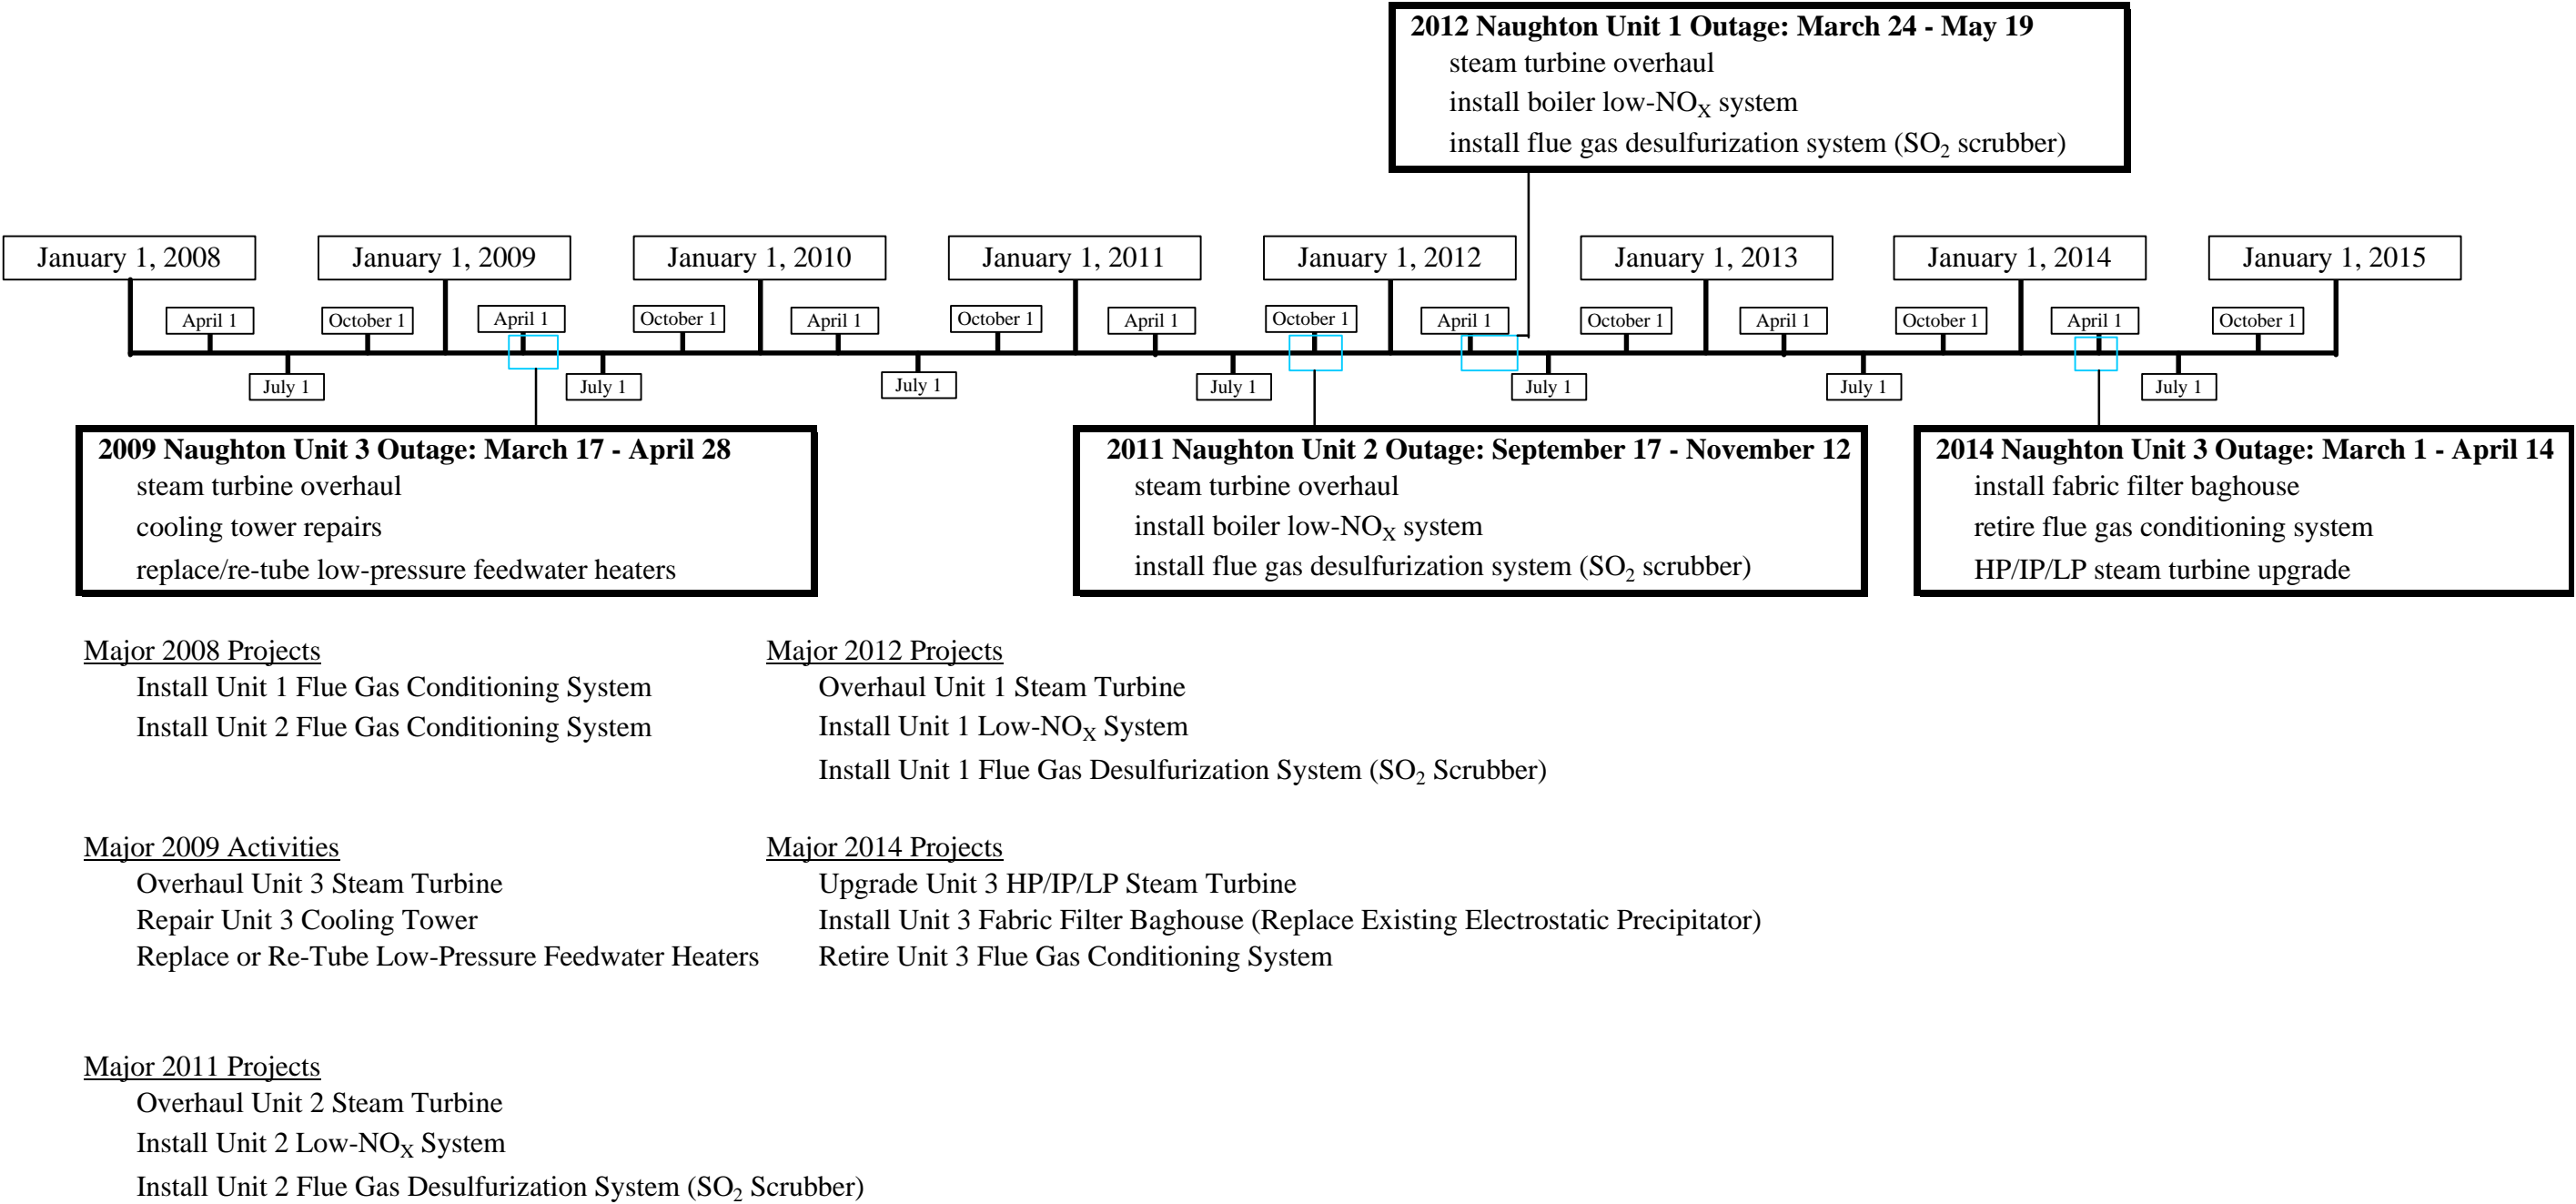 2012 Naughton Unit 1 Outage: March 24 - May 19
steam turbine overhaul
install boiler low-NOX system
install flue gas desulfurization system (SO2 scrubber)
January 1, 2008
January 1, 2009
January 1, 2010
January 1, 2011
January 1, 2012
January 1, 2013
January 1, 2014
January 1, 2015
April 1
October 1
April 1
October 1
April 1
October 1
April 1
October 1
April 1
October 1
April 1
October 1
April 1
October 1
July 1
July 1
July 1
July 1
July 1
July 1
July 1
2009 Naughton Unit 3 Outage: March 17 - April 28
steam turbine overhaul
cooling tower repairs
replace/re-tube low-pressure feedwater heaters
2011 Naughton Unit 2 Outage: September 17 - November 12
steam turbine overhaul
install boiler low-NOX system
install flue gas desulfurization system (SO2 scrubber)
2014 Naughton Unit 3 Outage: March 1 - April 14
install fabric filter baghouse
retire flue gas conditioning system
HP/IP/LP steam turbine upgrade
Major 2008 Projects
Install Unit 1 Flue Gas Conditioning System
Install Unit 2 Flue Gas Conditioning System
Major 2012 Projects
Overhaul Unit 1 Steam Turbine
Install Unit 1 Low-NOX System
Install Unit 1 Flue Gas Desulfurization System (SO2 Scrubber)
Major 2009 Activities
Overhaul Unit 3 Steam Turbine
Repair Unit 3 Cooling Tower
Replace or Re-Tube Low-Pressure Feedwater Heaters
Major 2014 Projects
Upgrade Unit 3 HP/IP/LP Steam Turbine
Install Unit 3 Fabric Filter Baghouse (Replace Existing Electrostatic Precipitator)
Retire Unit 3 Flue Gas Conditioning System
Major 2011 Projects
Overhaul Unit 2 Steam Turbine
Install Unit 2 Low-NOX System
Install Unit 2 Flue Gas Desulfurization System (SO2 Scrubber)